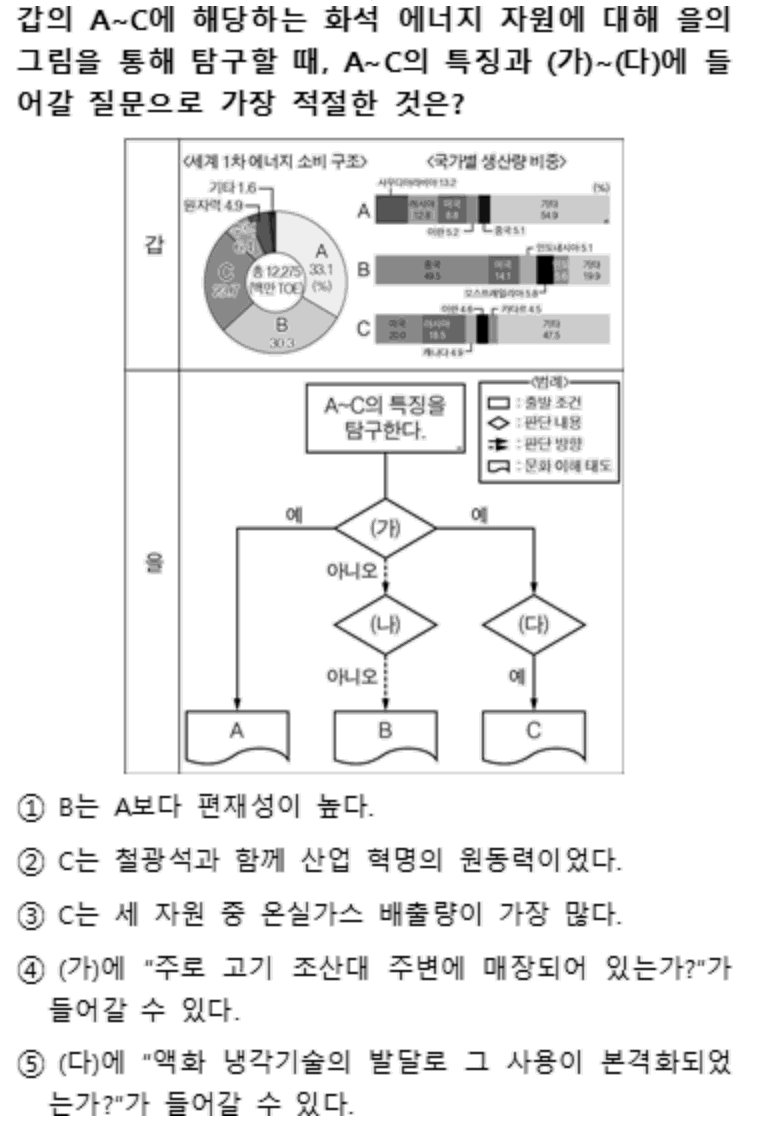 갑의 A~C에 해당하는 화석 에너지 자원에 대해 을의
그림을 통해 탐구할 때, A~C의 특징과 (가)~(다)에 들
어갈 질문으로 가장 적절한 것은?
<세계 1차 에너지 소비 구조>
<국가별 생산량 비중>
갑
기타 1.6
원자력 4.9
A
33.1
(%)
B
30.3
C
23.7
총 12,275
(백만 TOE)
(%)
A
사우디아라비아 13.2
러시아
12.8
미국
8.8
기타
54.9
이란 5.2
중국 5.1
B
인도네시아 5.1
중국
49.5
미국
14.1
5.6
기타
19.9
오스트레일리아 5.8
C
이란 4.6
카타르 4.5
미국
20.0
러시아
18.5
기타
47.5
캐나다 4.9
을
A~C의 특징을
탐구한다.
<범례>
: 출발 조건
: 판단 내용
: 판단 방향
: 문화 이해 태도
예
(가)
예
아니오
(나)
(다)
아니오
예
A
B
C
① B는 A보다 편재성이 높다.
② C는 철광석과 함께 산업 혁명의 원동력이었다.
③ C는 세 자원 중 온실가스 배출량이 가장 많다.
④ (가)에 "주로 고기 조산대 주변에 매장되어 있는가?"가
들어갈 수 있다.
⑤ (다)에 "액화 냉각기술의 발달로 그 사용이 본격화되었
는가?"가 들어갈 수 있다.